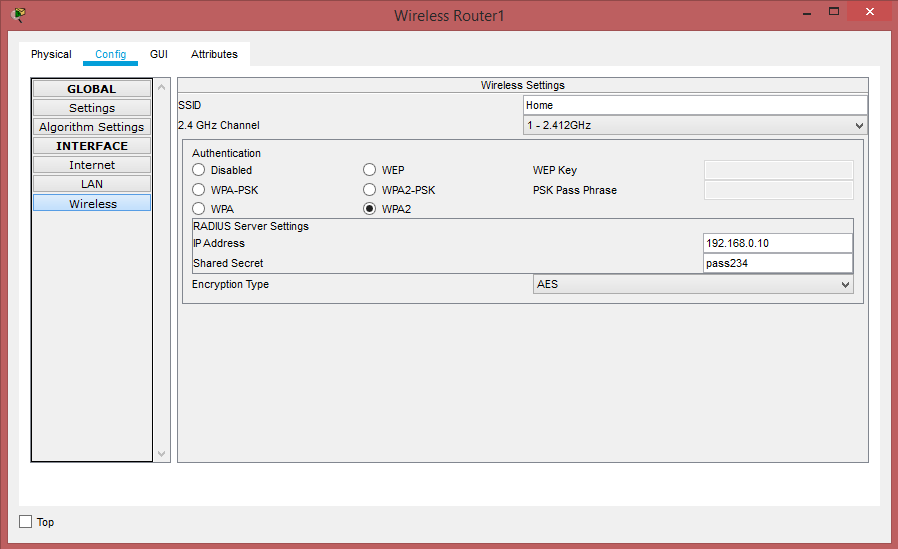 Wireless Router1
Physical Config GUI Attributes
GLOBAL
Settings
Algorithm Settings
INTERFACE
Internet
LAN
Wireless
Wireless Settings
SSID Home
2.4 GHz Channel 1 - 2.412GHz
Authentication
Disabled WEP WEP Key
WPA-PSK WPA2-PSK PSK Pass Phrase
WPA WPA2
RADIUS Server Settings
IP Address 192.168.0.10
Shared Secret pass234
Encryption Type AES
Top